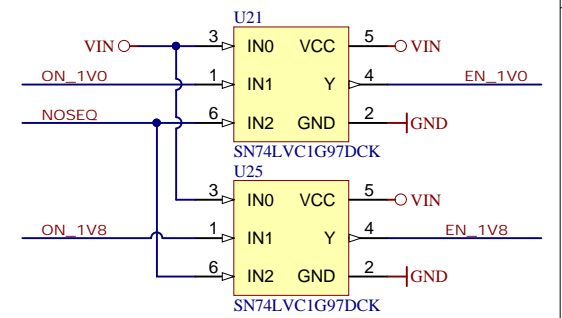 U21
VIN 3 IN0 VCC 5 VIN
ON_1V0 1 IN1 Y 4 EN_1V0
NOSEQ 6 IN2 GND 2 GND
SN74LVC1G97DCK
U25
3 IN0 VCC 5 VIN
ON_1V8 1 IN1 Y 4 EN_1V8
6 IN2 GND 2 GND
SN74LVC1G97DCK